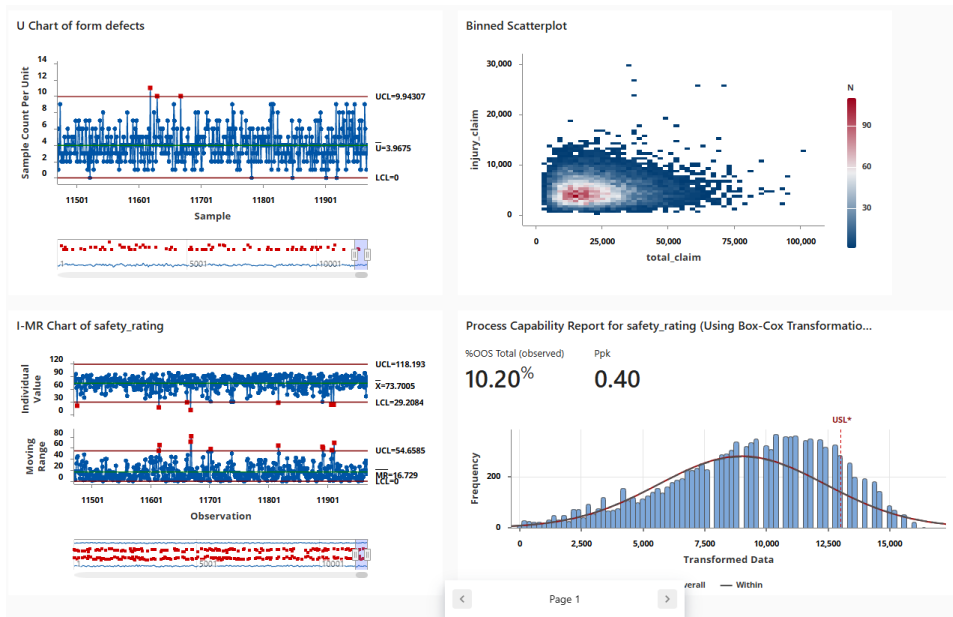 U Chart of form defects
Sample Count Per Unit
14
12
10
8
6
4
2
0
UCL=9.94307
U=3.9675
LCL=0
11501 11601 11701 11801 11901
Sample
1 5001 10001
Binned Scatterplot
injury_claim
30,000
20,000
10,000
0
0 25,000 50,000 75,000 100,000
total_claim
N
90
60
30
I-MR Chart of safety_rating
Individual Value
120
90
60
30
0
UCL=118.193
X=73.7005
LCL=29.2084
Moving Range
80
60
40
20
0
UCL=54.6585
MR=16.729
LCL=0
11501 11601 11701 11801 11901
Observation
1 5001 10001
Process Capability Report for safety_rating (Using Box-Cox Transformatio...
%OOS Total (observed) Ppk
10.20% 0.40
USL*
Frequency
200
0
0 2,500 5,000 7,500 10,000 12,500 15,000
Transformed Data
verall Within
Page 1